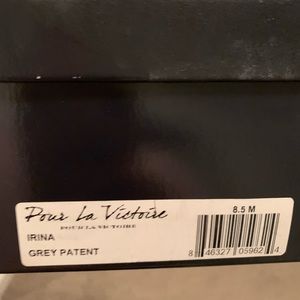 Pour La Victoire
POUR LA VICTOIRE
IRINA
GREY PATENT
8.5 M
8 46327 05962 4